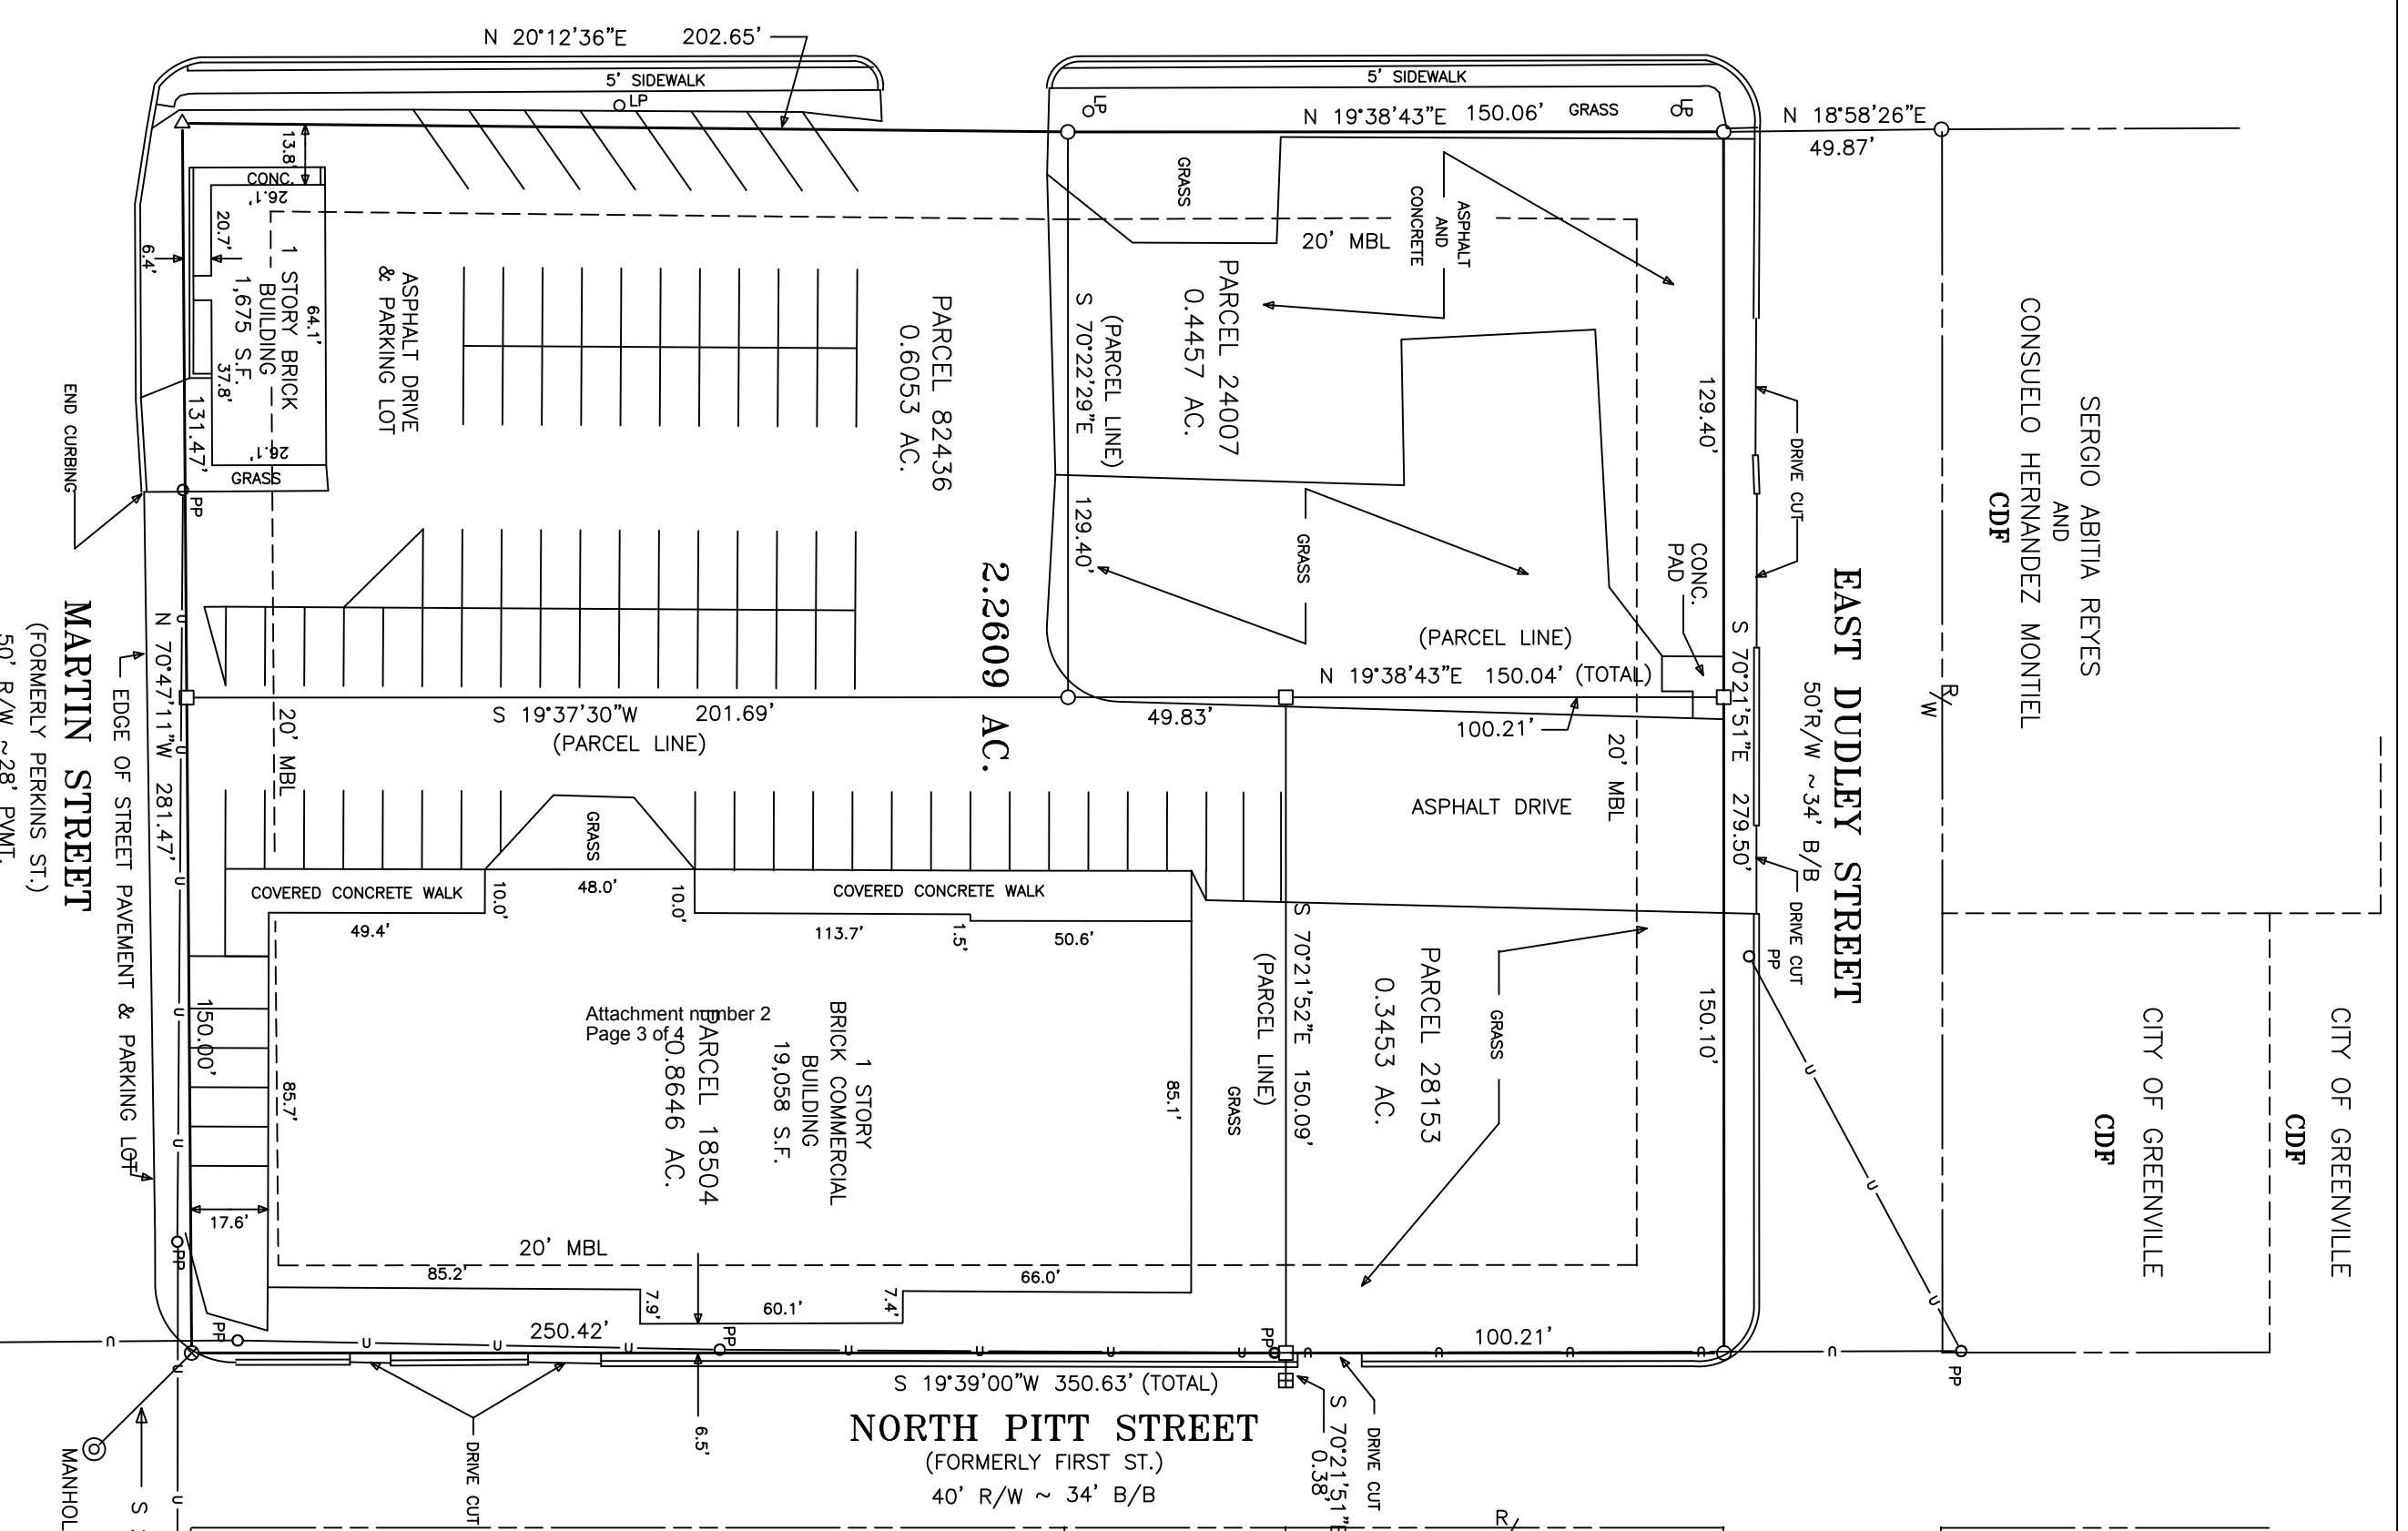 N 20°12'36"E 202.65'
5' SIDEWALK
LP
5' SIDEWALK
LP
LP
N 19°38'43"E 150.06' GRASS
N 18°58'26"E
49.87'
13.8'
CONC.
26.1'
20.7'
6.4'
1 STORY BRICK
BUILDING
1,675 S.F.
64.1'
37.8'
26.1'
GRASS
131.47'
PP
END CURBING
ASPHALT DRIVE
& PARKING LOT
PARCEL 82436
0.6053 AC.
GRASS
ASPHALT
AND
CONCRETE
20' MBL
PARCEL 24007
0.4457 AC.
(PARCEL LINE)
S 70°22'29"E
129.40'
129.40'
GRASS
CONC.
PAD
DRIVE CUT
(PARCEL LINE)
N 19°38'43"E 150.04' (TOTAL)
SERGIO ABITIA REYES
AND
CONSUELO HERNANDEZ MONTIEL
CDF
R/W
EAST DUDLEY STREET
50'R/W ~34' B/B
S 70°21'51"E 279.50'
DRIVE CUT
PP
2.2609 AC.
MARTIN STREET
(FORMERLY PERKINS ST.)
50' R/W ~28' PVMT.
EDGE OF STREET PAVEMENT & PARKING LOT
N 70°47'11"W 281.47'
S 19°37'30"W 201.69'
(PARCEL LINE)
49.83'
100.21'
20' MBL
20' MBL
ASPHALT DRIVE
GRASS
COVERED CONCRETE WALK
10.0'
48.0'
10.0'
COVERED CONCRETE WALK
49.4'
113.7'
1.5'
50.6'
S 70°21'52"E 150.09'
(PARCEL LINE)
GRASS
PARCEL 28153
0.3453 AC.
GRASS
150.10'
CITY OF GREENVILLE
CDF
CITY OF GREENVILLE
CDF
150.00'
85.7'
Attachment number 2
Page 3 of 4
PARCEL 18504
0.8646 AC.
1 STORY
BRICK COMMERCIAL
BUILDING
19,058 S.F.
85.1'
17.6'
PP
20' MBL
85.2'
7.9'
60.1'
7.4'
66.0'
PP
250.42'
PP
PP
100.21'
PP
U U U U U U U U U U U U U U U U U U U U U U U U
S 19°39'00"W 350.63' (TOTAL)
NORTH PITT STREET
(FORMERLY FIRST ST.)
40' R/W ~ 34' B/B
6.5'
DRIVE CUT
DRIVE CUT
S 70°21'51"E
0.38'
MANHOL
S
R/